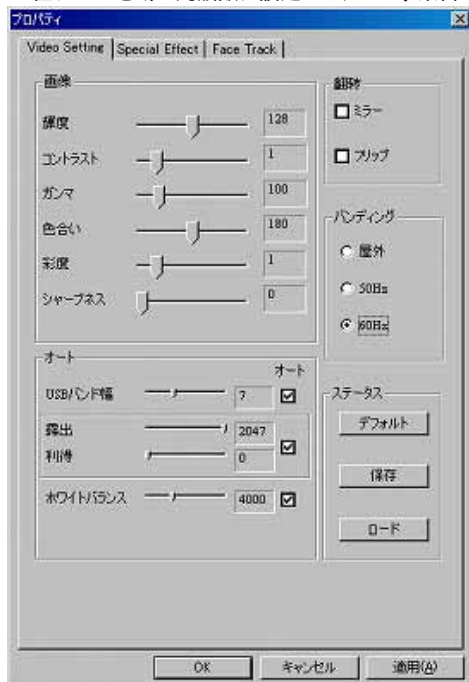 プロパティ
Video Setting Special Effect Face Track
画像
輝度 128
コントラスト 1
ガンマ 100
色合い 180
彩度 1
シャープネス 0
翻転
ミラー
フリップ
バンディング
屋外
50Hz
60Hz
オート
オート
USBバンド幅 7
露出 2047
利得 0
ホワイトバランス 4000
ステータス
デフォルト
保存
ロード
OK キャンセル 適用(A)